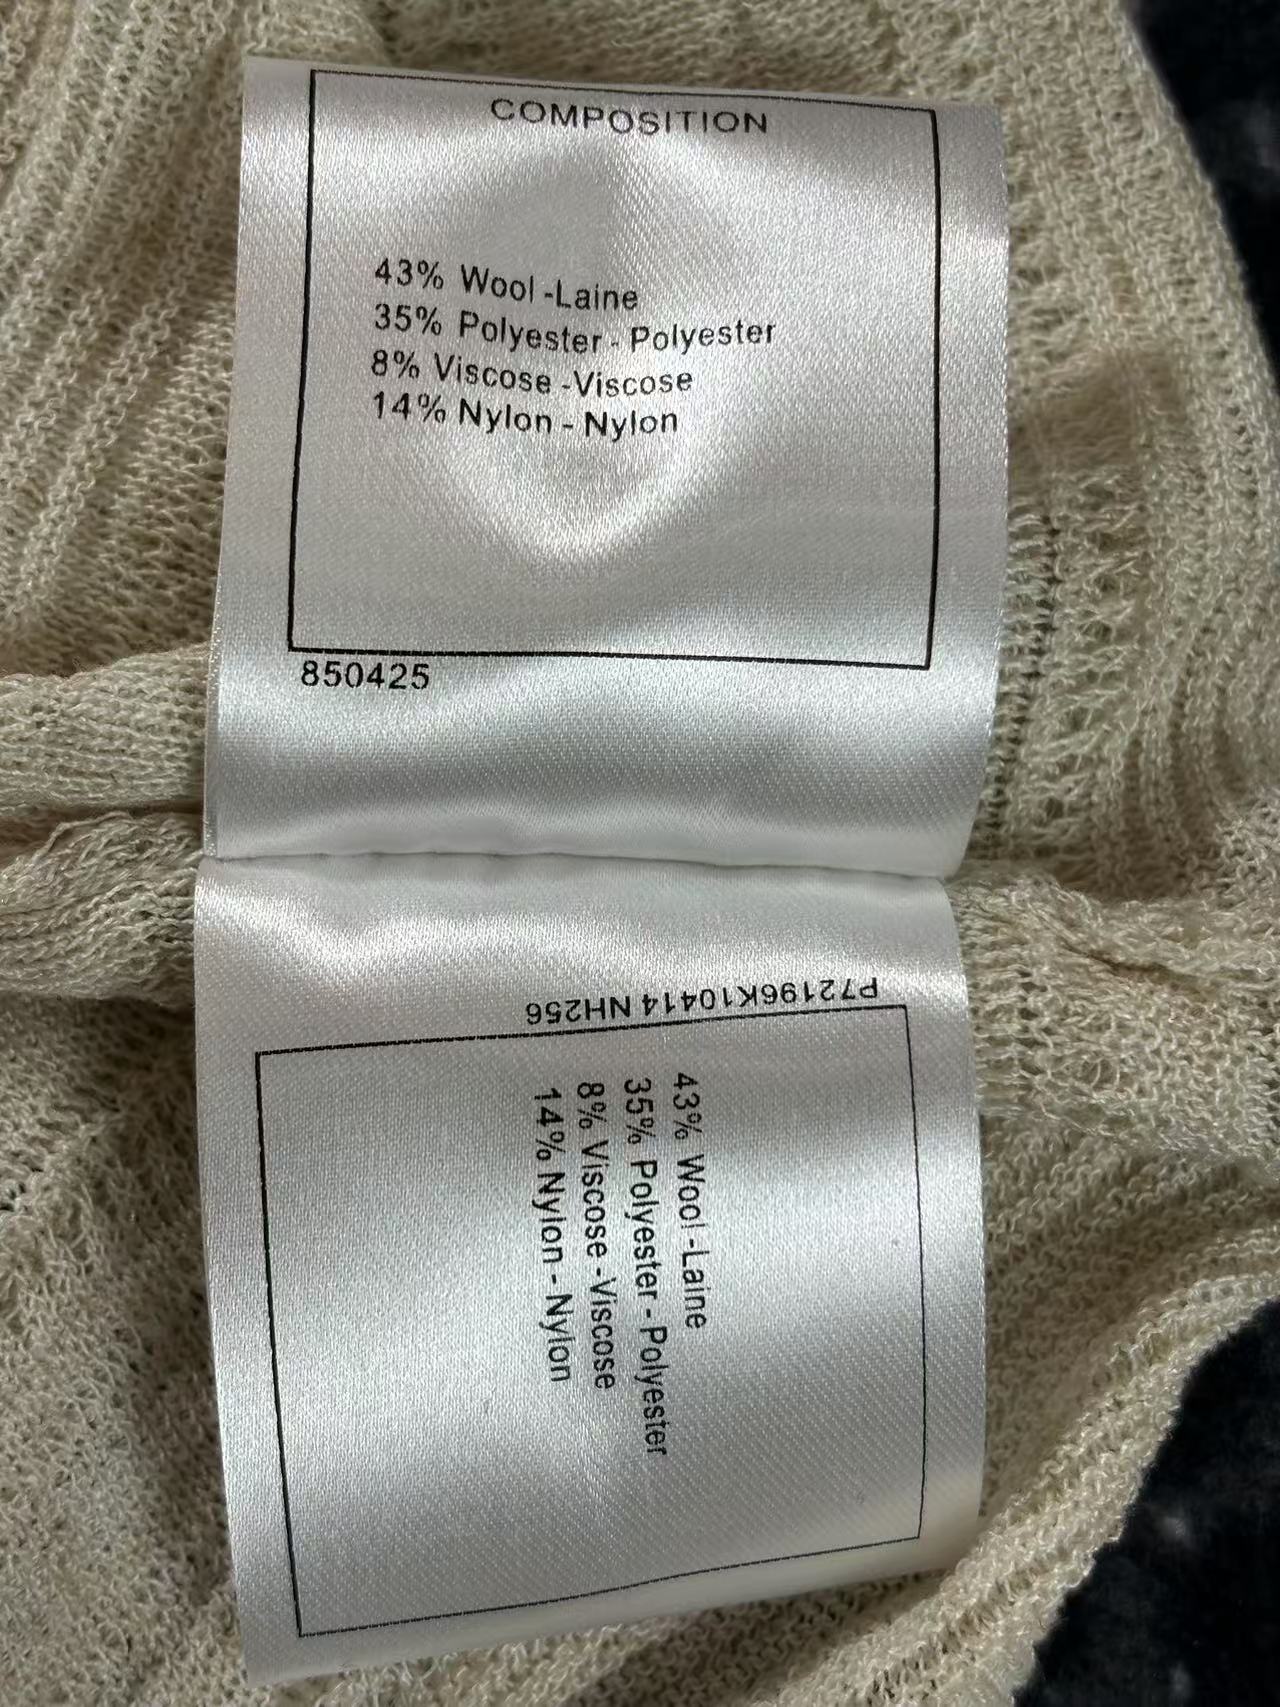 COMPOSITION
43% Wool -Laine
35% Polyester - Polyester
8% Viscose -Viscose
14% Nylon - Nylon
850425
P72196K10414 NH256
43% Wool -Laine
35% Polyester - Polyester
8% Viscose -Viscose
14% Nylon - Nylon